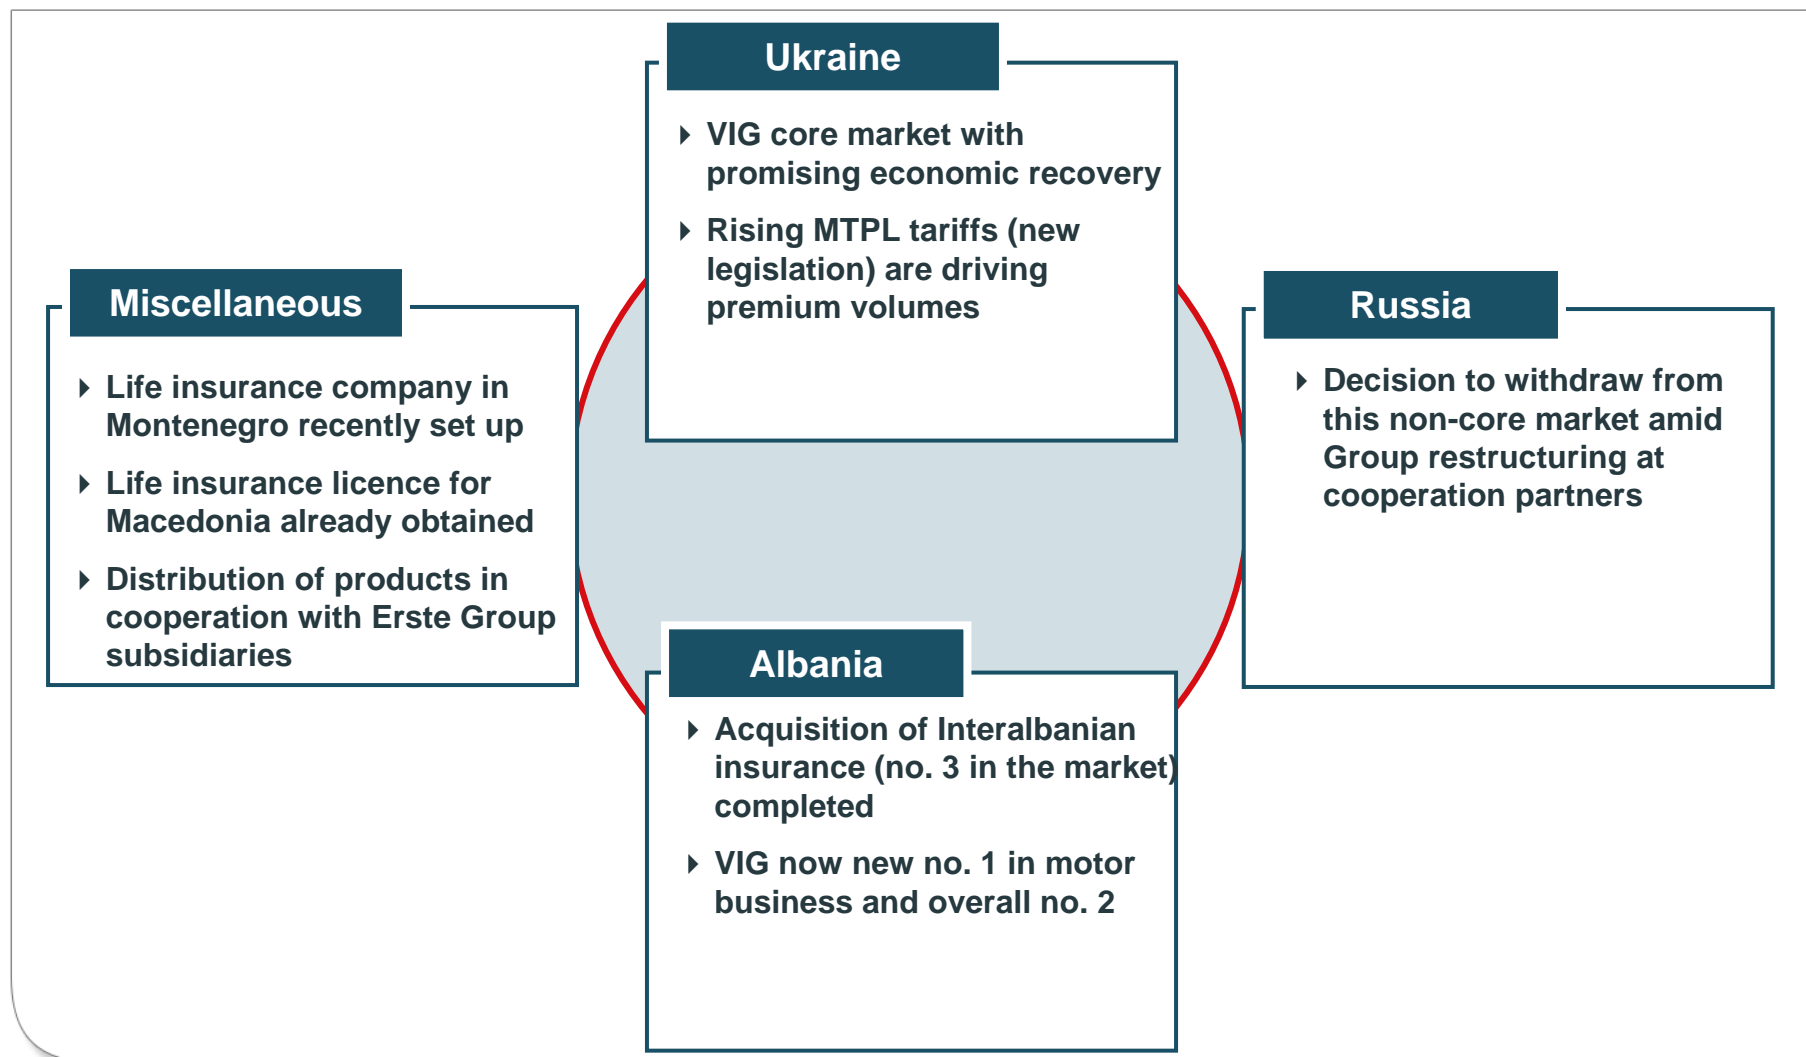 Ukraine
VIG core market with
promising economic recovery
Rising MTPL tariffs (new
legislation) are driving
premium volumes
Miscellaneous
Life insurance company in
Montenegro recently set up
Life insurance licence for
Macedonia already obtained
Distribution of products in
cooperation with Erste Group
subsidiaries
Russia
Decision to withdraw from
this non-core market amid
Group restructuring at
cooperation partners
Albania
Acquisition of Interalbanian
insurance (no. 3 in the market)
completed
VIG now new no. 1 in motor
business and overall no. 2